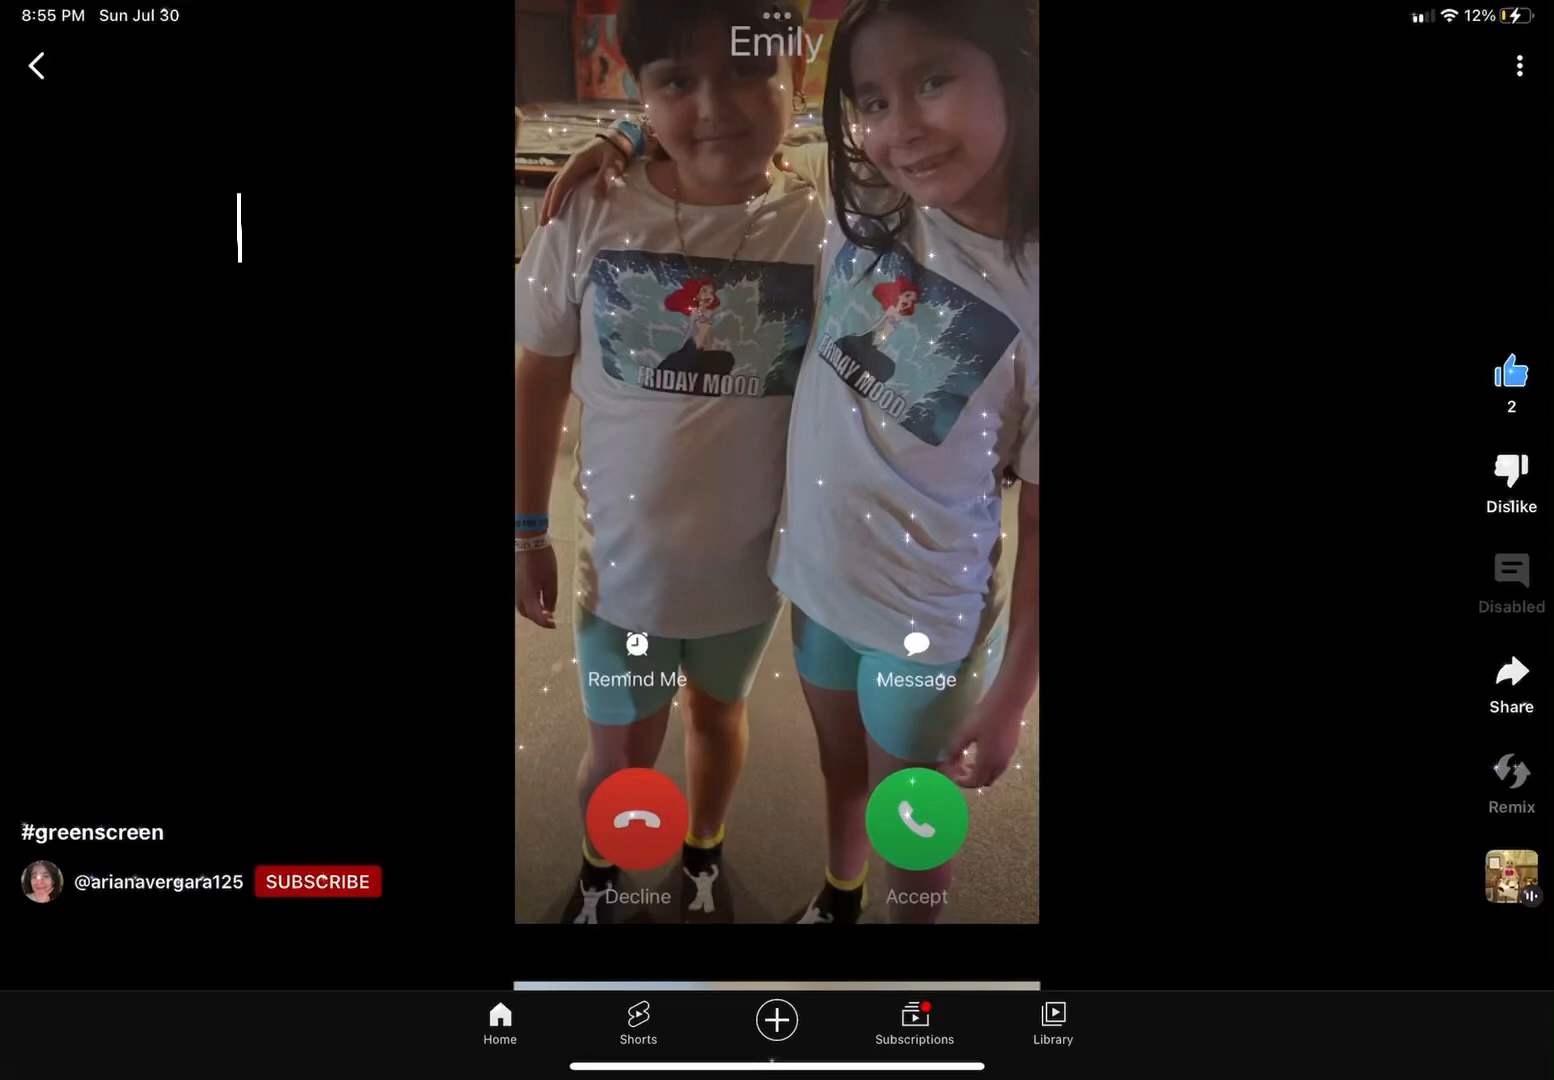 8:55 PM Sun Jul 30
12%
Emily
FRIDAY MOOD
FRIDAY MOOD
2
Dislike
Disabled
Remind Me Message
Share
Remix
#greenscreen
@arianavergara125 SUBSCRIBE
Decline Accept
Home Shorts Subscriptions Library